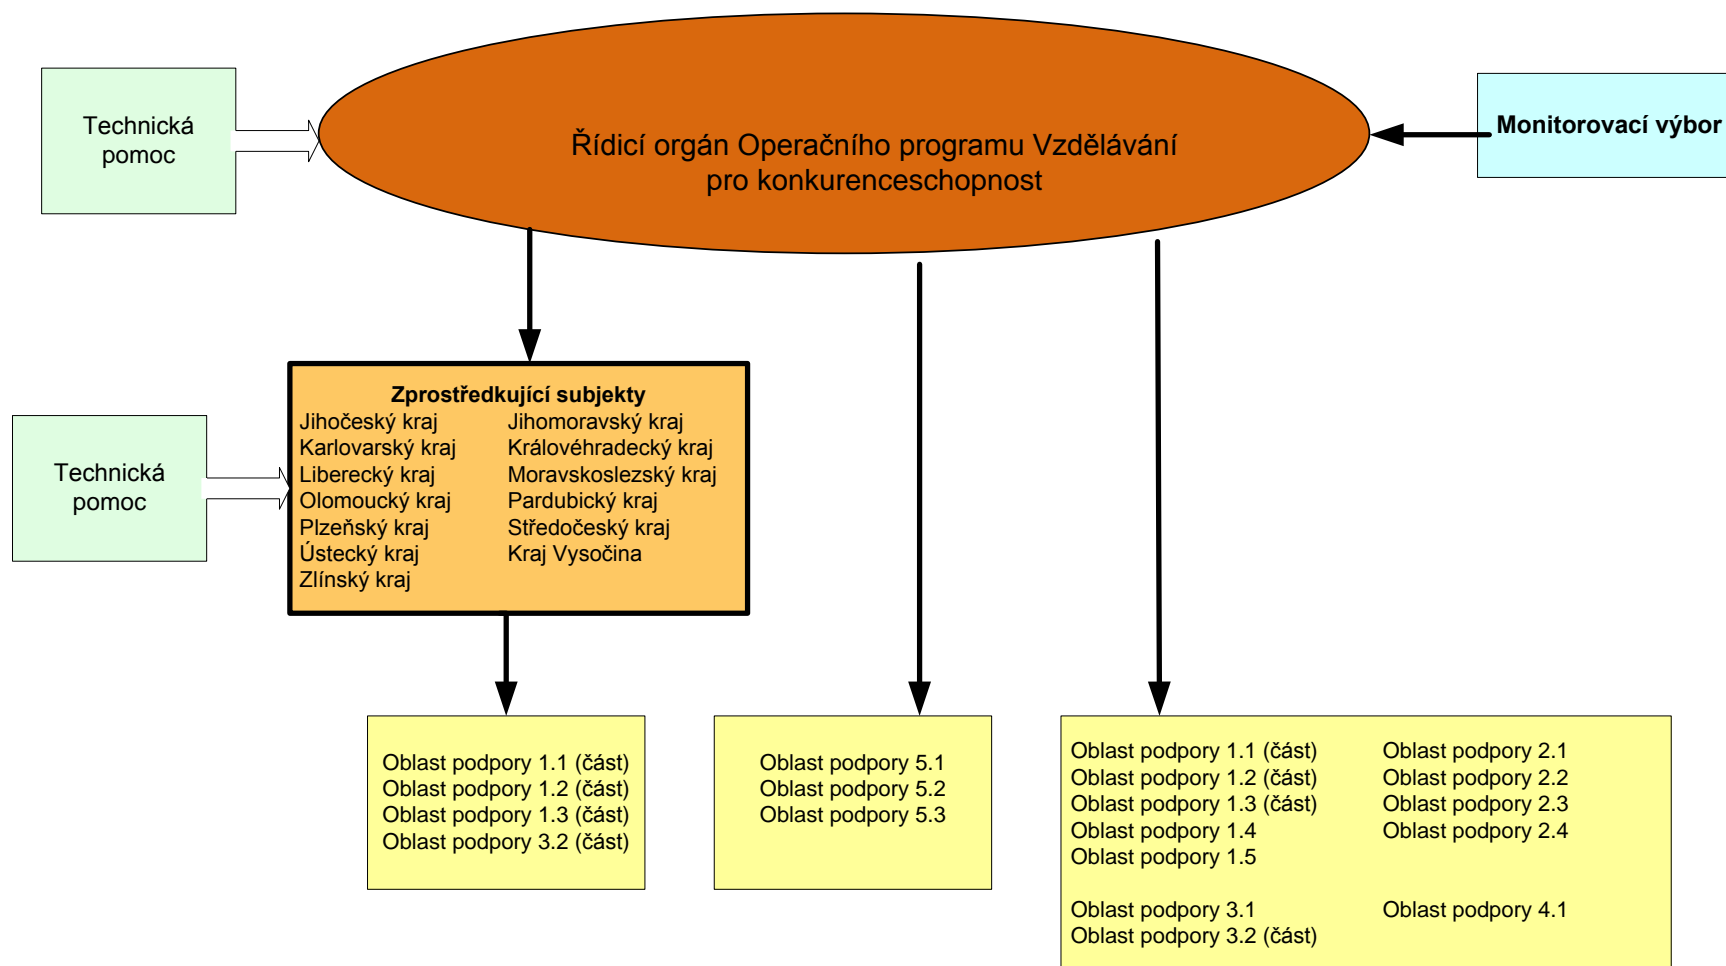 Technická
pomoc
Řídicí orgán Operačního programu Vzdělávání
pro konkurenceschopnost
Monitorovací výbor
Technická
pomoc
Zprostředkující subjekty
Jihočeský kraj Jihomoravský kraj
Karlovarský kraj Královéhradecký kraj
Liberecký kraj Moravskoslezský kraj
Olomoucký kraj Pardubický kraj
Plzeňský kraj Středočeský kraj
Ústecký kraj Kraj Vysočina
Zlínský kraj
Oblast podpory 1.1 (část)
Oblast podpory 1.2 (část)
Oblast podpory 1.3 (část)
Oblast podpory 3.2 (část)
Oblast podpory 5.1
Oblast podpory 5.2
Oblast podpory 5.3
Oblast podpory 1.1 (část) Oblast podpory 2.1
Oblast podpory 1.2 (část) Oblast podpory 2.2
Oblast podpory 1.3 (část) Oblast podpory 2.3
Oblast podpory 1.4 Oblast podpory 2.4
Oblast podpory 1.5
Oblast podpory 3.1 Oblast podpory 4.1
Oblast podpory 3.2 (část)